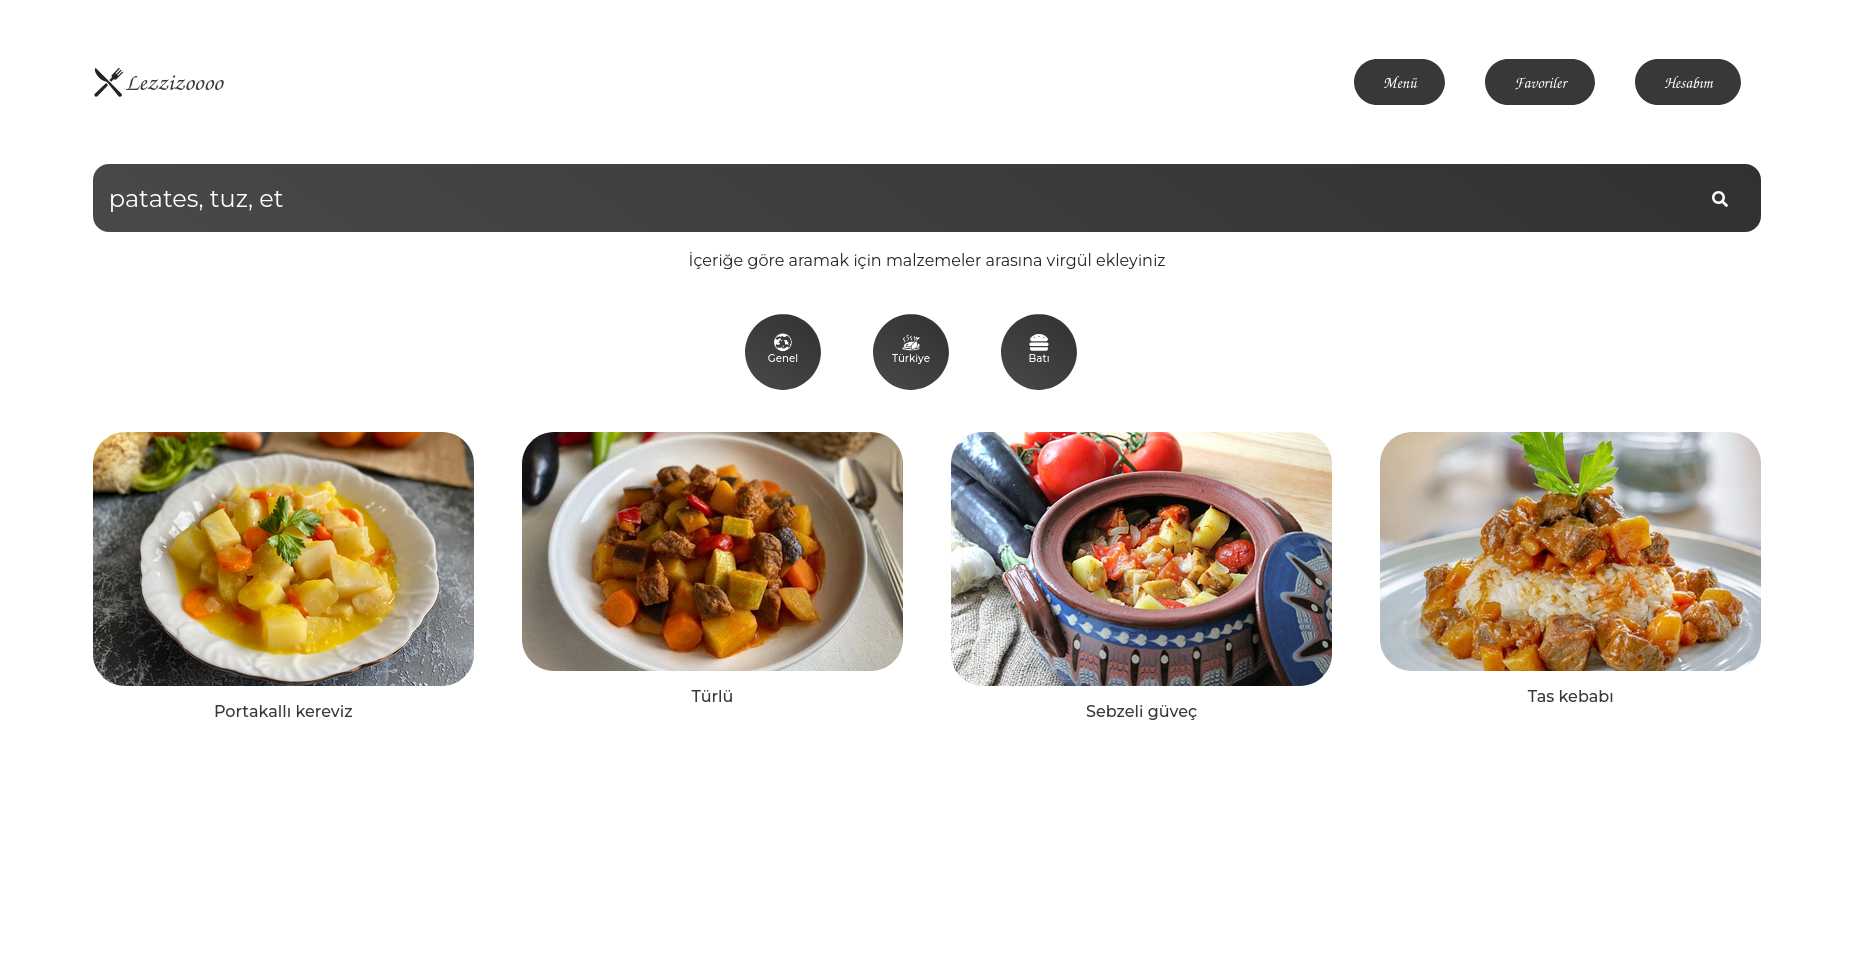 Lezzizoooo
Menü
Favoriler
Hesabım
patates, tuz, et
İçeriğe göre aramak için malzemeler arasına virgül ekleyiniz
Genel
Türkiye
Batı
Portakallı kereviz
Türlü
Sebzeli güveç
Tas kebabı